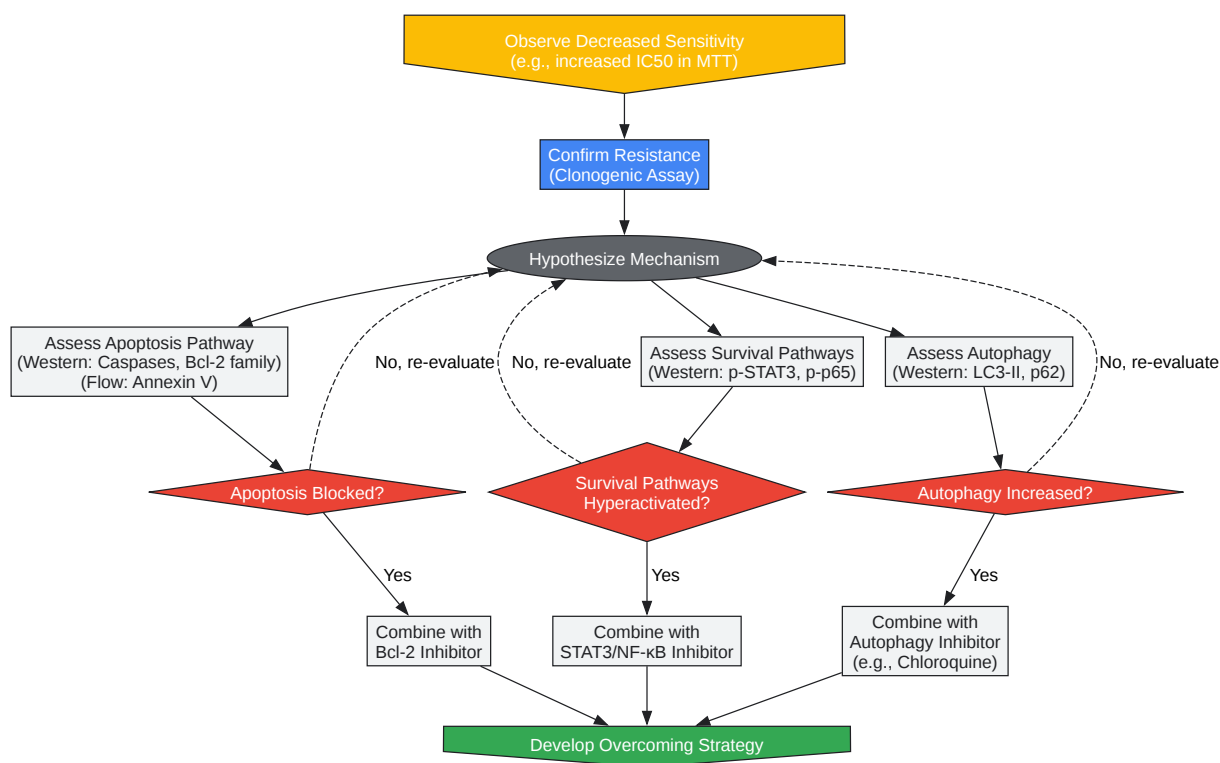 Observe Decreased Sensitivity
(e.g., increased IC50 in MTT)
Confirm Resistance
(Clonogenic Assay)
Hypothesize Mechanism
Assess Apoptosis Pathway
(Western: Caspases, Bcl-2 family)
(Flow: Annexin V)
No, re-evaluate
No, re-evaluate
Assess Survival Pathways
(Western: p-STAT3, p-p65)
Assess Autophagy
(Western: LC3-II, p62)
No, re-evaluate
Apoptosis Blocked?
Survival Pathways
Hyperactivated?
Autophagy Increased?
Yes
Yes
Yes
Combine with
Bcl-2 Inhibitor
Combine with
STAT3/NF-κB Inhibitor
Combine with
Autophagy Inhibitor
(e.g., Chloroquine)
Develop Overcoming Strategy